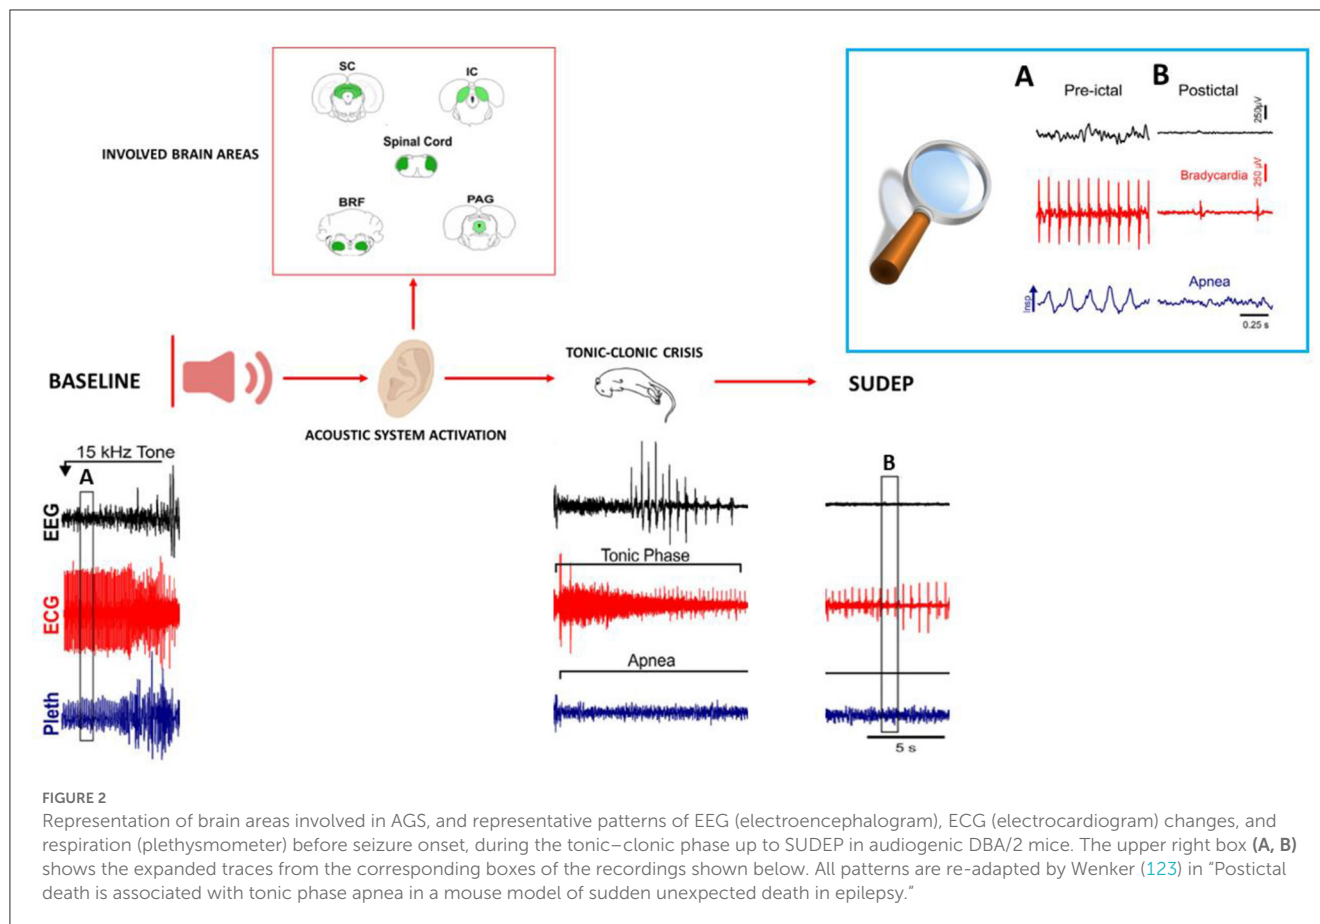 SC
IC
INVOLVED BRAIN AREAS
Spinal Cord
BRF
PAG
A
B
Pre-ictal
Postictal
250µV
Bradycardia
250 µV
Apnea
Insp
0.25 s
BASELINE
ACOUSTIC SYSTEM ACTIVATION
TONIC-CLONIC CRISIS
SUDEP
15 kHz Tone
A
EEG
ECG
Pleth
Tonic Phase
Apnea
B
5 s
FIGURE 2
Representation of brain areas involved in AGS, and representative patterns of EEG (electroencephalogram), ECG (electrocardiogram) changes, and
respiration (plethysmometer) before seizure onset, during the tonic–clonic phase up to SUDEP in audiogenic DBA/2 mice. The upper right box (A, B)
shows the expanded traces from the corresponding boxes of the recordings shown below. All patterns are re-adapted by Wenker (123) in “Postictal
death is associated with tonic phase apnea in a mouse model of sudden unexpected death in epilepsy.”